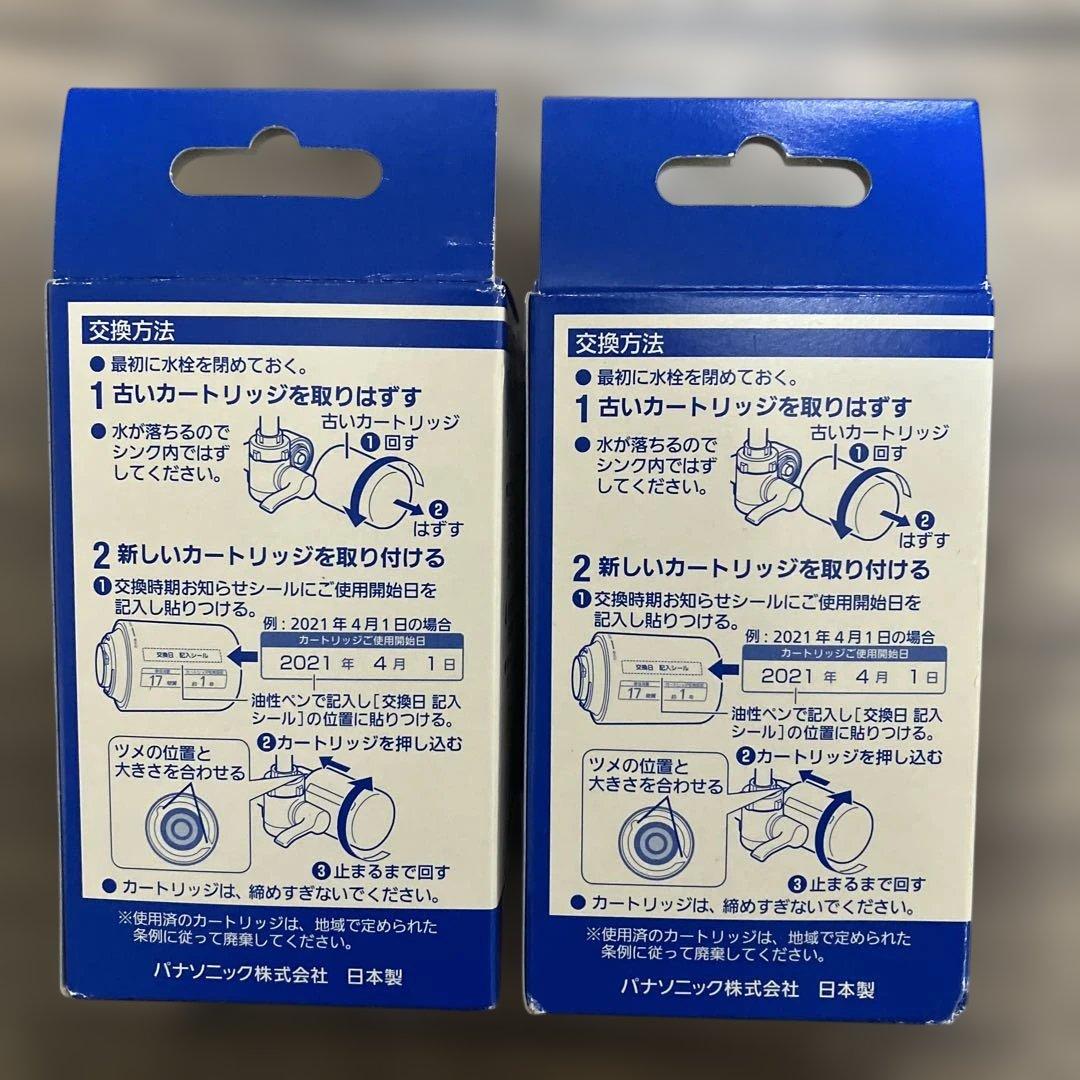 交換方法
●最初に水栓を閉めておく。
1 古いカートリッジを取りはずす
●水が落ちるので
シンク内ではず
してください。
古いカートリッジ
❶回す
❷
はずす
2 新しいカートリッジを取り付ける
❶交換時期お知らせシールにご使用開始日を
記入し貼りつける。
例:2021年4月1日の場合
カートリッジご使用開始日
2021年 4月 1日
交換日 記入シール
17 物質
約1年
油性ペンで記入し[交換日 記入
シール]の位置に貼りつける。
❷カートリッジを押し込む
ツメの位置と
大きさを合わせる
❸止まるまで回す
●カートリッジは、締めすぎないでください。
※使用済のカートリッジは、地域で定められた
条例に従って廃棄してください。
パナソニック株式会社 日本製
交換方法
●最初に水栓を閉めておく。
1 古いカートリッジを取りはずす
●水が落ちるので
シンク内ではず
してください。
古いカートリッジ
❶回す
❷
はずす
2 新しいカートリッジを取り付ける
❶交換時期お知らせシールにご使用開始日を
記入し貼りつける。
例:2021年4月1日の場合
カートリッジご使用開始日
2021年 4月 1日
交換日 記入シール
17 物質
約1年
油性ペンで記入し[交換日 記入
シール]の位置に貼りつける。
❷カートリッジを押し込む
ツメの位置と
大きさを合わせる
❸止まるまで回す
●カートリッジは、締めすぎないでください。
※使用済のカートリッジは、地域で定められた
条例に従って廃棄してください。
パナソニック株式会社 日本製